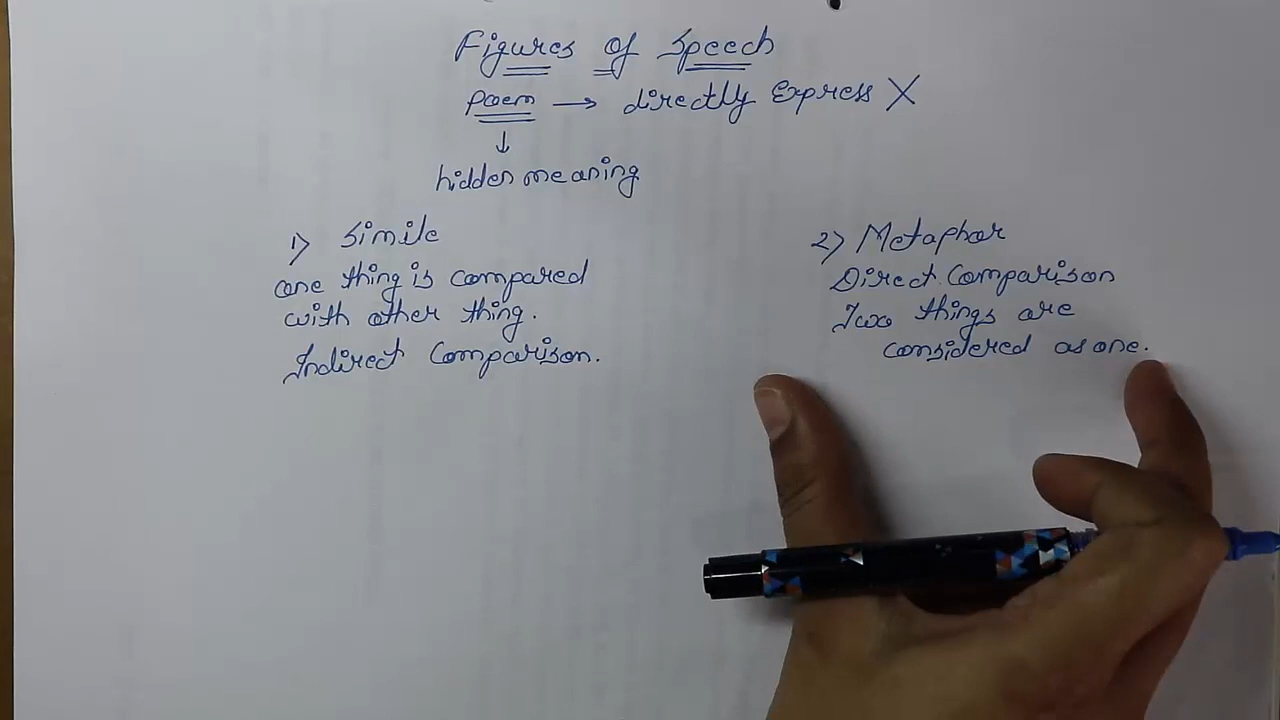 Figures of Speech
Poem → directly Express X
↓
hidden meaning
1) Simile
one thing is compared
with other thing.
Indirect Comparison.
2) Metaphor
Direct Comparison
Two things are
considered as one.